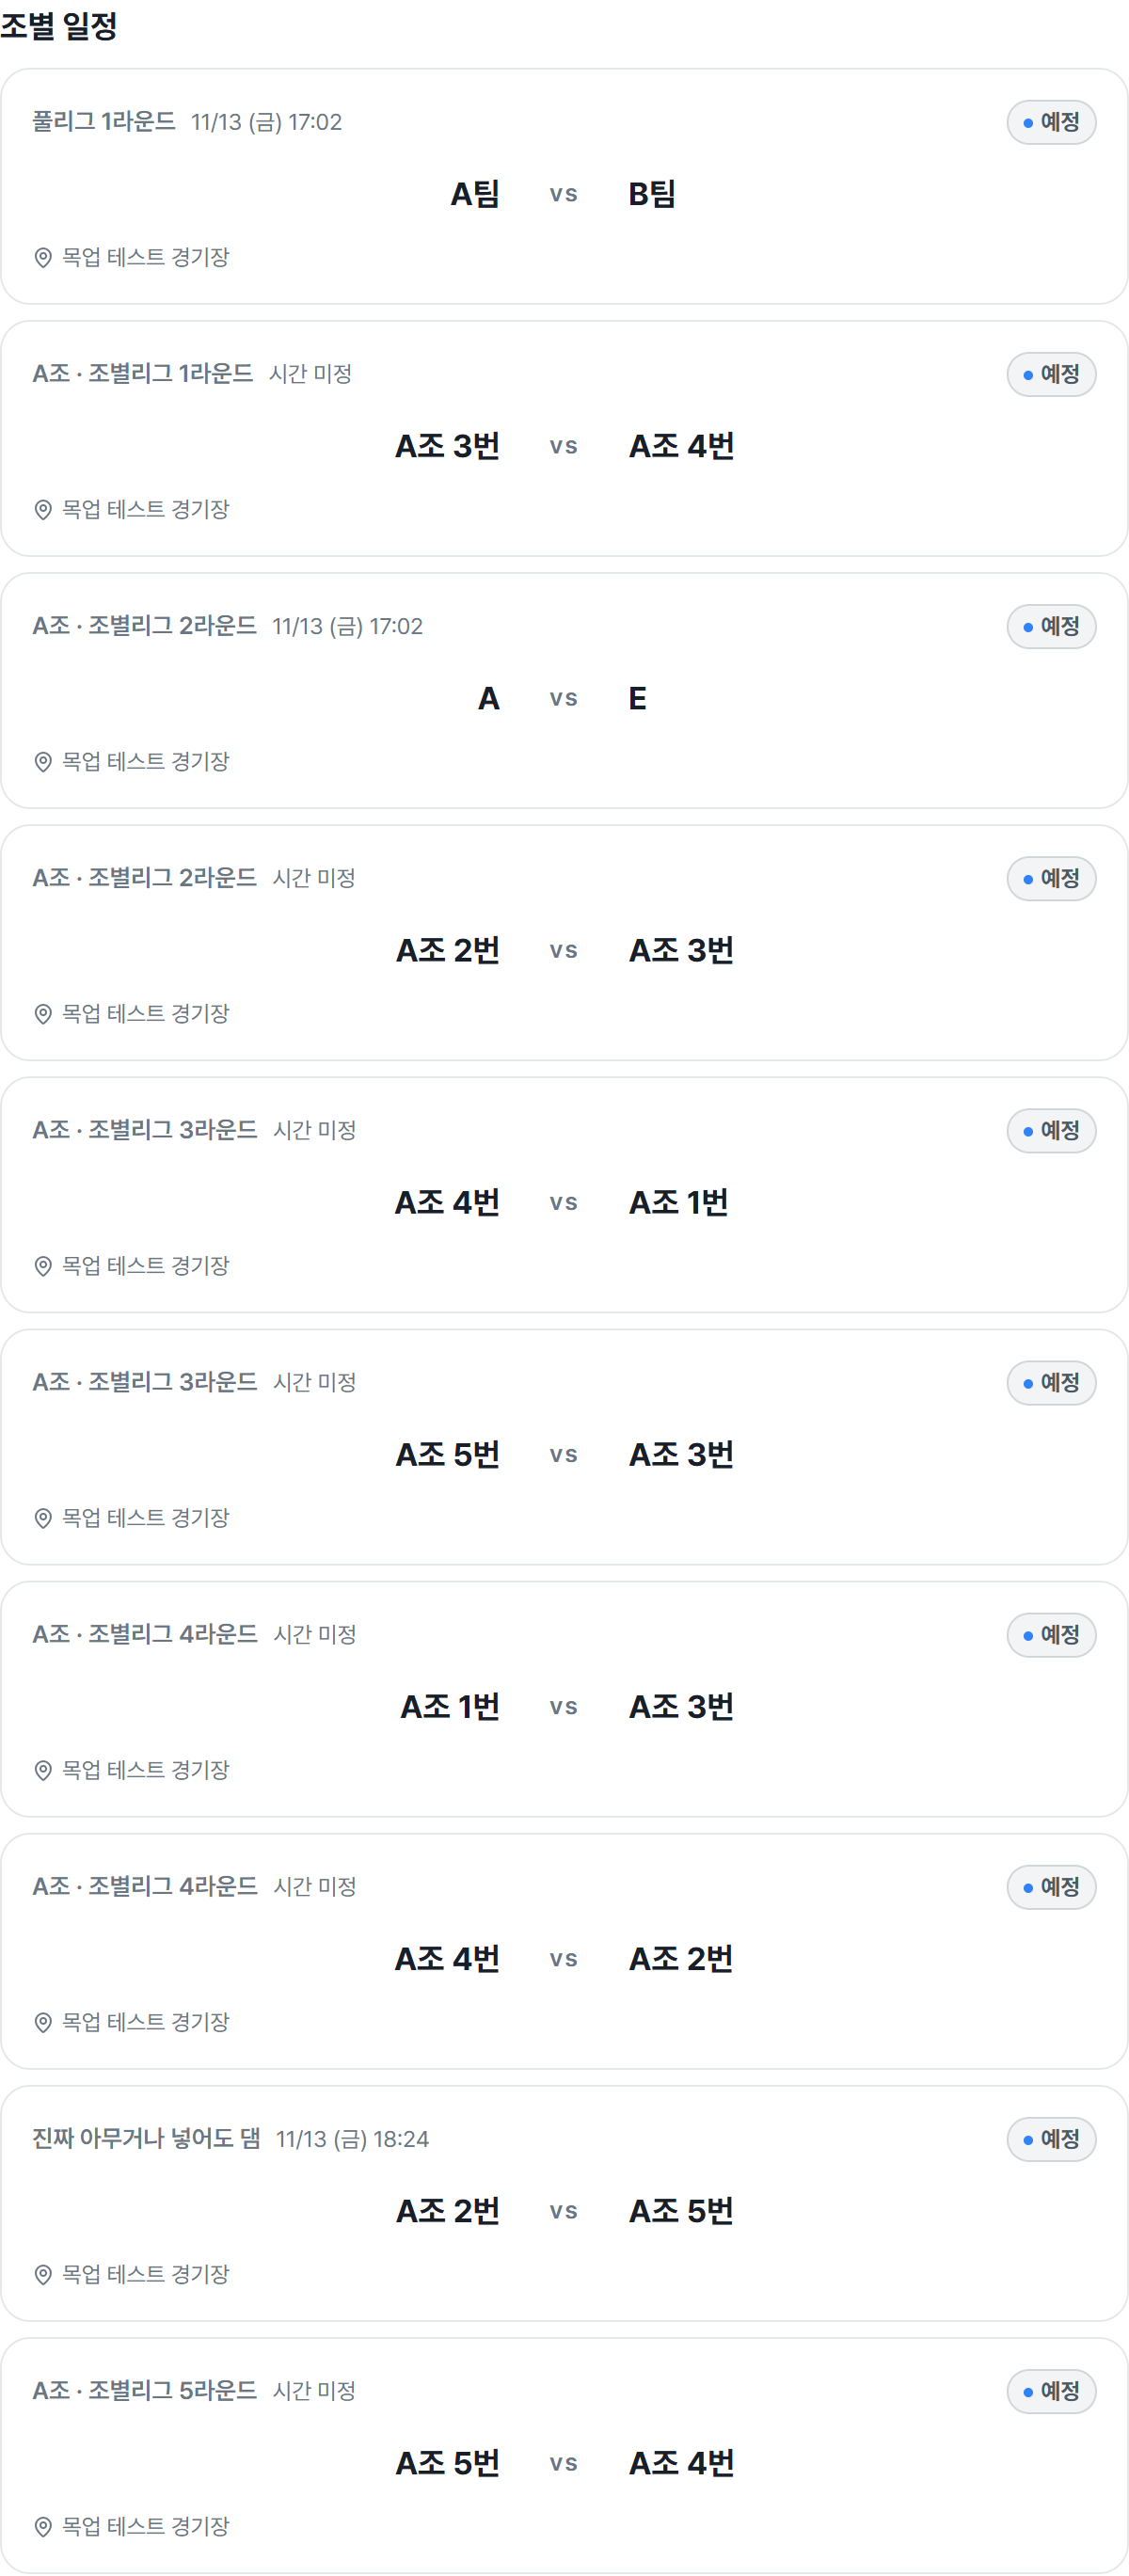 조별 일정
풀리그 1라운드 11/13 (금) 17:02 예정
A팀 vs B팀
목업 테스트 경기장
A조 · 조별리그 1라운드 시간 미정 예정
A조 3번 vs A조 4번
목업 테스트 경기장
A조 · 조별리그 2라운드 11/13 (금) 17:02 예정
A vs E
목업 테스트 경기장
A조 · 조별리그 2라운드 시간 미정 예정
A조 2번 vs A조 3번
목업 테스트 경기장
A조 · 조별리그 3라운드 시간 미정 예정
A조 4번 vs A조 1번
목업 테스트 경기장
A조 · 조별리그 3라운드 시간 미정 예정
A조 5번 vs A조 3번
목업 테스트 경기장
A조 · 조별리그 4라운드 시간 미정 예정
A조 1번 vs A조 3번
목업 테스트 경기장
A조 · 조별리그 4라운드 시간 미정 예정
A조 4번 vs A조 2번
목업 테스트 경기장
진짜 아무거나 넣어도 댐 11/13 (금) 18:24 예정
A조 2번 vs A조 5번
목업 테스트 경기장
A조 · 조별리그 5라운드 시간 미정 예정
A조 5번 vs A조 4번
목업 테스트 경기장